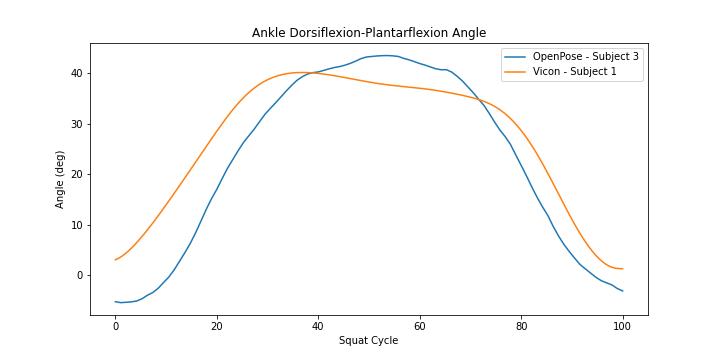 Ankle Dorsiflexion-Plantarflexion Angle
OpenPose - Subject 3
Vicon - Subject 1
Angle (deg)
40
30
20
10
0
0 20 40 60 80 100
Squat Cycle